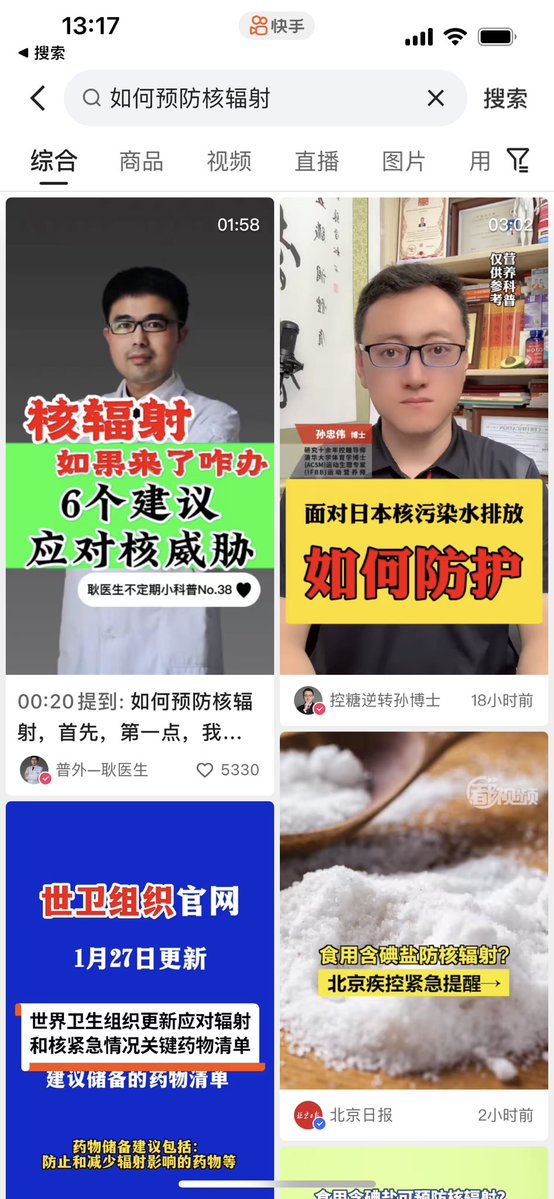 13:17
快手
搜索
如何预防核辐射
搜索
综合
商品
视频
直播
图片
用
01:58
核辐射
如果来了咋办
6个建议
应对核威胁
耿医生不定期小科普No.38
00:20提到: 如何预防核辐
射，首先，第一点，我...
普外—耿医生
5330
03:02
营养科普
仅供参考
孙忠伟 博士
研究十余年控糖导师
清华大学体育学博士
(ACSM)运动生理专家
(IFBB)运动营养师
面对日本核污染水排放
如何防护
控糖逆转孙博士
18小时前
世卫组织官网
1月27日更新
世界卫生组织更新应对辐射
和核紧急情况关键药物清单
建议储备的药物清单
药物储备建议包括:
防止和减少辐射影响的药物等
都视频
食用含碘盐防核辐射?
北京疾控紧急提醒→
北京日报
2小时前
食用含碘盐可预防核辐射?